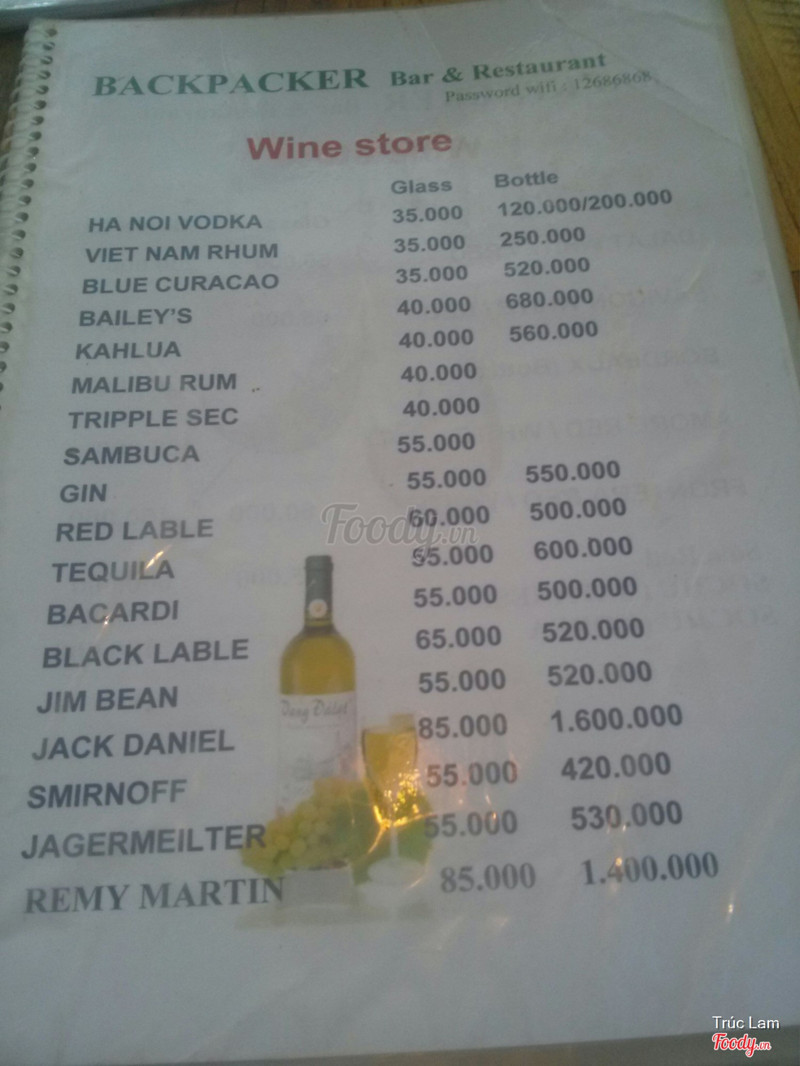 BACKPACKER Bar & Restaurant
Password wifi : 12686868
Wine store
Glass Bottle
HA NOI VODKA 35.000 120.000/200.000
VIET NAM RHUM 35.000 250.000
BLUE CURACAO 35.000 520.000
BAILEY'S 40.000 680.000
KAHLUA 40.000 560.000
MALIBU RUM 40.000
TRIPPLE SEC 40.000
SAMBUCA 55.000
GIN 55.000 550.000
RED LABLE 60.000 500.000
TEQUILA 55.000 600.000
BACARDI 55.000 500.000
BLACK LABLE 65.000 520.000
JIM BEAN 55.000 520.000
JACK DANIEL 85.000 1.600.000
SMIRNOFF 55.000 420.000
JAGERMEILTER 55.000 530.000
REMY MARTIN 85.000 1.400.000
Foody.vn
Vang Đàlạt
Trúc Lam
Foody.vn